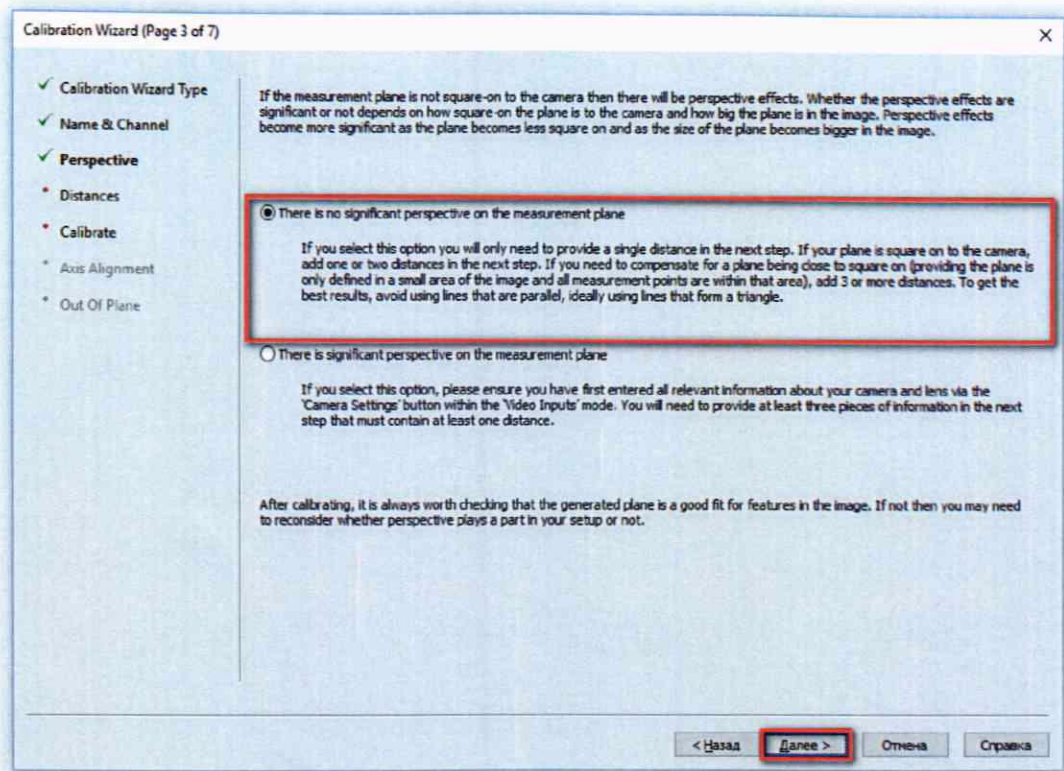 Calibration Wizard (Page 3 of 7)
Calibration Wizard Type
Name & Channel
Perspective
Distances
Calibrate
Axis Alignment
Out Of Plane
If the measurement plane is not square-on to the camera then there will be perspective effects. Whether the perspective effects are
significant or not depends on how square-on the plane is to the camera and how big the plane is in the image. Perspective effects
become more significant as the plane becomes less square on and as the size of the plane becomes bigger in the image.
There is no significant perspective on the measurement plane
If you select this option you will only need to provide a single distance in the next step. If your plane is square on to the camera,
add one or two distances in the next step. If you need to compensate for a plane being close to square on (providing the plane is
only defined in a small area of the image and all measurement points are within that area), add 3 or more distances. To get the
best results, avoid using lines that are parallel, ideally using lines that form a triangle.
There is significant perspective on the measurement plane
If you select this option, please ensure you have first entered all relevant information about your camera and lens via the
'Camera Settings' button within the 'Video Inputs' mode. You will need to provide at least three pieces of information in the next
step that must contain at least one distance.
After calibrating, it is always worth checking that the generated plane is a good fit for features in the image. If not then you may need
to reconsider whether perspective plays a part in your setup or not.
< Назад Далее > Отмена Справка